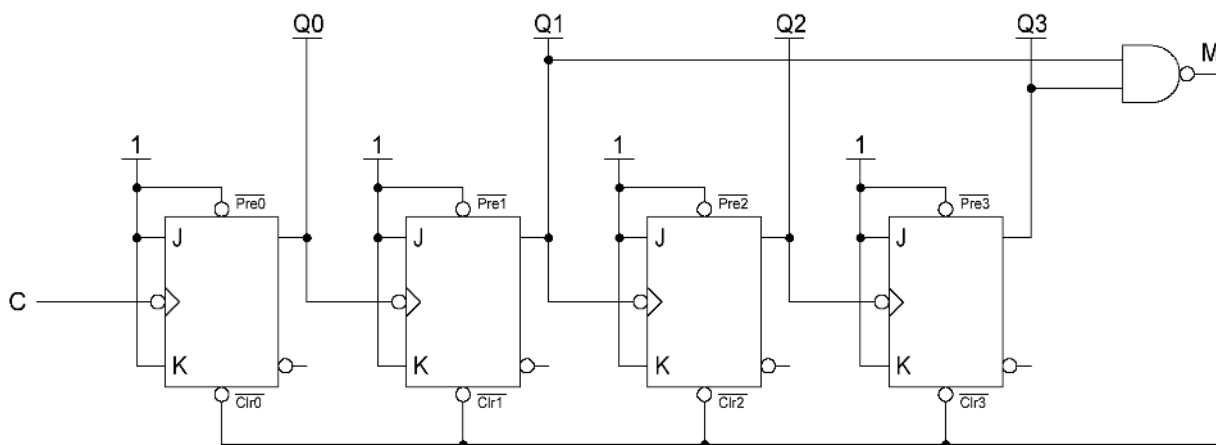 Q0 Q1 Q2 Q3
M
1 1 1 1
Pre0 Pre1 Pre2 Pre3
J J J J
C
K K K K
Clr0 Clr1 Clr2 Clr3